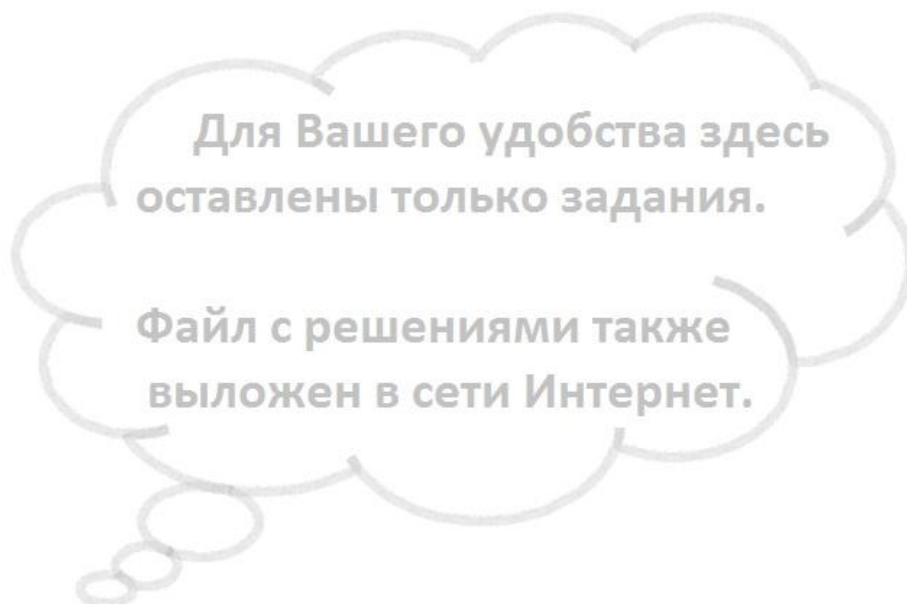 Для Вашего удобства здесь
оставлены только задания.
Файл с решениями также
выложен в сети Интернет.